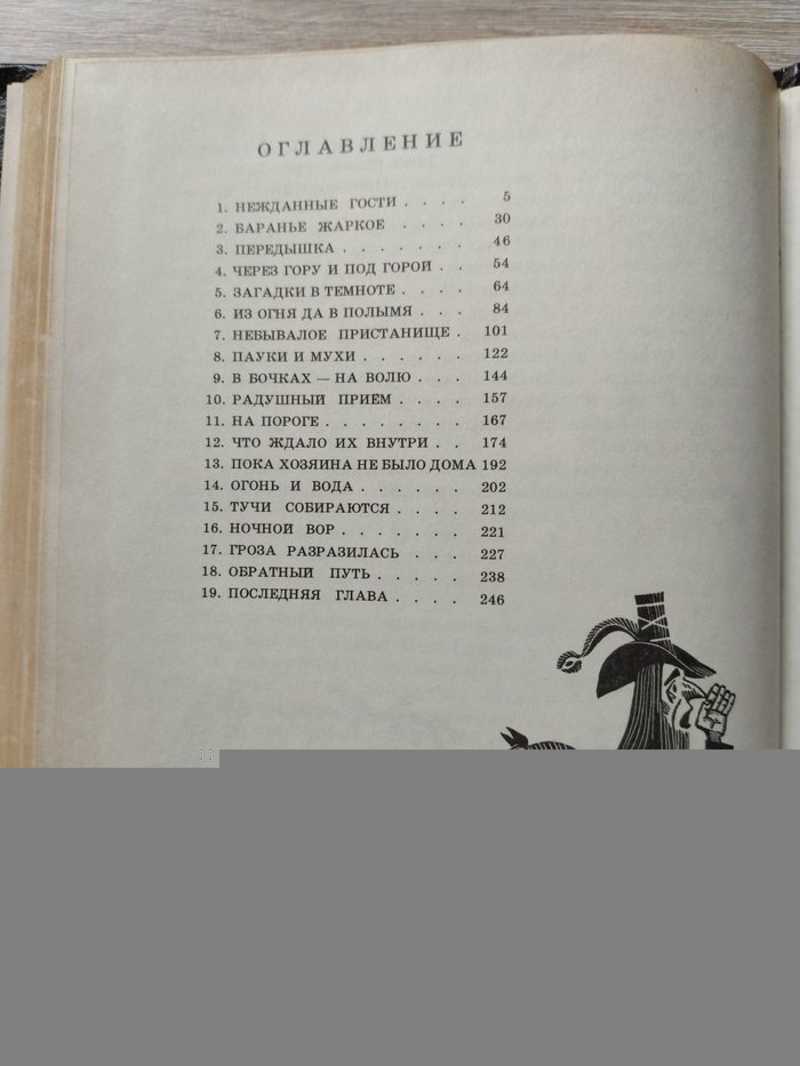 ОГЛАВЛЕНИЕ
1. НЕЖДАННЫЕ ГОСТИ . . . . 5
2. БАРАНЬЕ ЖАРКОЕ . . . . 30
3. ПЕРЕДЫШКА . . . . . . . 46
4. ЧЕРЕЗ ГОРУ И ПОД ГОРОЙ . . 54
5. ЗАГАДКИ В ТЕМНОТЕ . . . . 64
6. ИЗ ОГНЯ ДА В ПОЛЫМЯ . . . 84
7. НЕБЫВАЛОЕ ПРИСТАНИЩЕ . 101
8. ПАУКИ И МУХИ . . . . . . 122
9. В БОЧКАХ — НА ВОЛЮ . . . 144
10. РАДУШНЫЙ ПРИЕМ . . . . 157
11. НА ПОРОГЕ . . . . . . . . 167
12. ЧТО ЖДАЛО ИХ ВНУТРИ . . 174
13. ПОКА ХОЗЯИНА НЕ БЫЛО ДОМА 192
14. ОГОНЬ И ВОДА . . . . . . 202
15. ТУЧИ СОБИРАЮТСЯ . . . . 212
16. НОЧНОЙ ВОР . . . . . . . 221
17. ГРОЗА РАЗРАЗИЛАСЬ . . . 227
18. ОБРАТНЫЙ ПУТЬ . . . . . 238
19. ПОСЛЕДНЯЯ ГЛАВА . . . . 246